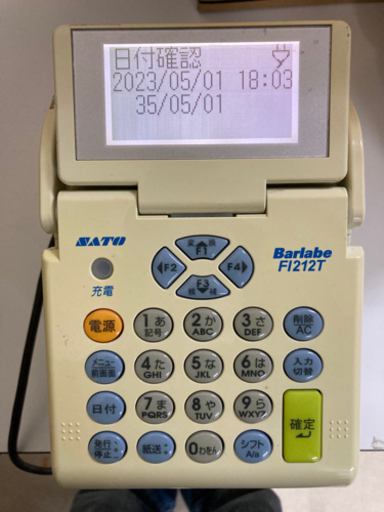 日付確認
2023/05/01 18:03
35/05/01
SATO
Barlabe
FI212T
変換
F1
F2
F4
F3
候補
充電
電源
1あ
記号
2か
ABC
3さ
DEF
削除
AC
メニュー
前画面
4た
GHI
5な
JKL
6は
MNO
入力
切替
日付
7ま
PQRS
8や
TUV
9ら
WXYZ
確定
発行
停止
紙送
0わをん
シフト
A/a